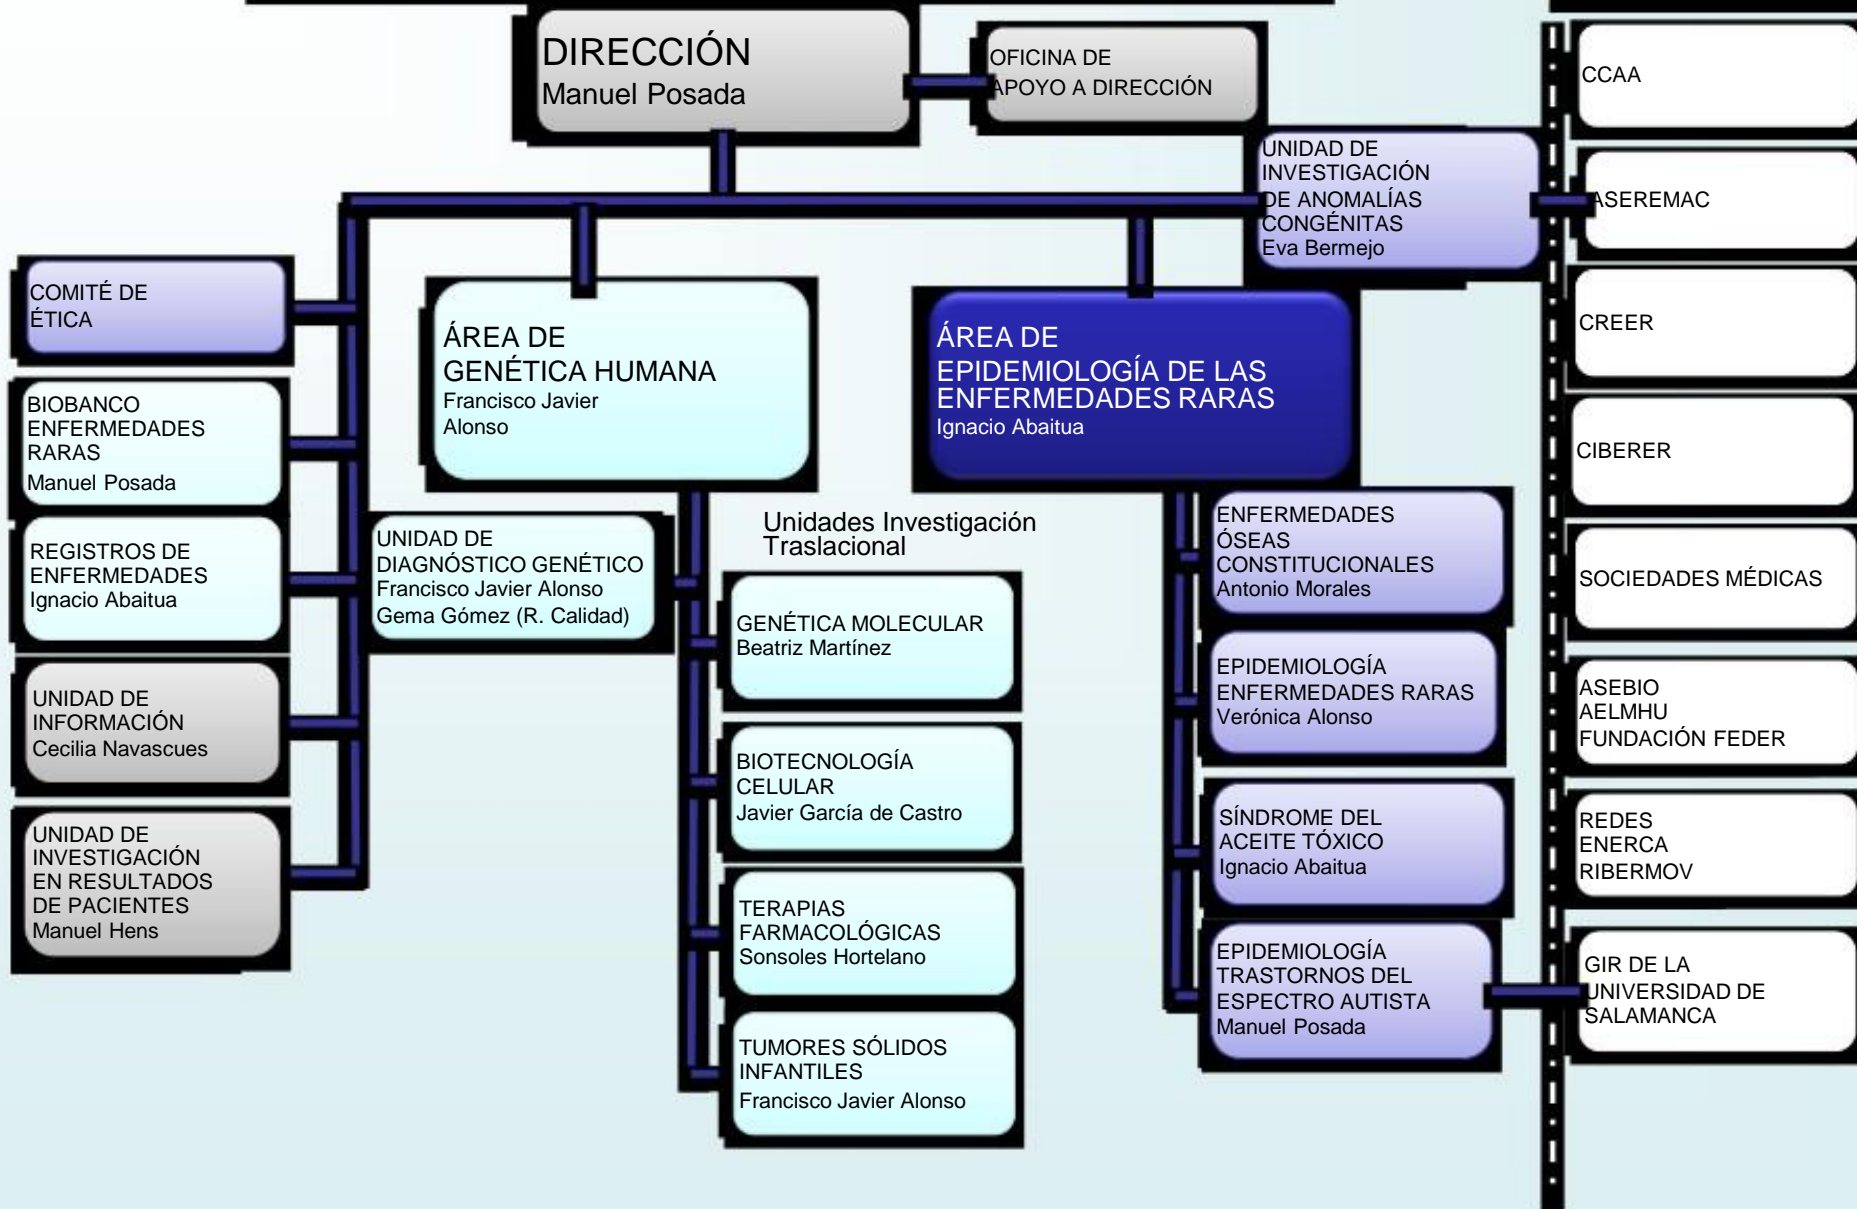 DIRECCIÓN
Manuel Posada
OFICINA DE
APOYO A DIRECCIÓN
UNIDAD DE
INVESTIGACIÓN
DE ANOMALÍAS
CONGÉNITAS
Eva Bermejo
COMITÉ DE
ÉTICA
BIOBANCO
ENFERMEDADES
RARAS
Manuel Posada
REGISTROS DE
ENFERMEDADES
Ignacio Abaitua
UNIDAD DE
INFORMACIÓN
Cecilia Navascues
UNIDAD DE
INVESTIGACIÓN
EN RESULTADOS
DE PACIENTES
Manuel Hens
ÁREA DE
GENÉTICA HUMANA
Francisco Javier
Alonso
UNIDAD DE
DIAGNÓSTICO GENÉTICO
Francisco Javier Alonso
Gema Gómez (R. Calidad)
Unidades Investigación
Traslacional
GENÉTICA MOLECULAR
Beatriz Martínez
BIOTECNOLOGÍA
CELULAR
Javier García de Castro
TERAPIAS
FARMACOLÓGICAS
Sonsoles Hortelano
TUMORES SÓLIDOS
INFANTILES
Francisco Javier Alonso
ÁREA DE
EPIDEMIOLOGÍA DE LAS
ENFERMEDADES RARAS
Ignacio Abaitua
ENFERMEDADES
ÓSEAS
CONSTITUCIONALES
Antonio Morales
EPIDEMIOLOGÍA
ENFERMEDADES RARAS
Verónica Alonso
SÍNDROME DEL
ACEITE TÓXICO
Ignacio Abaitua
EPIDEMIOLOGÍA
TRASTORNOS DEL
ESPECTRO AUTISTA
Manuel Posada
CCAA
ASEREMAC
CREER
CIBERER
SOCIEDADES MÉDICAS
ASEBIO
AELMHU
FUNDACIÓN FEDER
REDES
ENERCA
RIBERMOV
GIR DE LA
UNIVERSIDAD DE
SALAMANCA